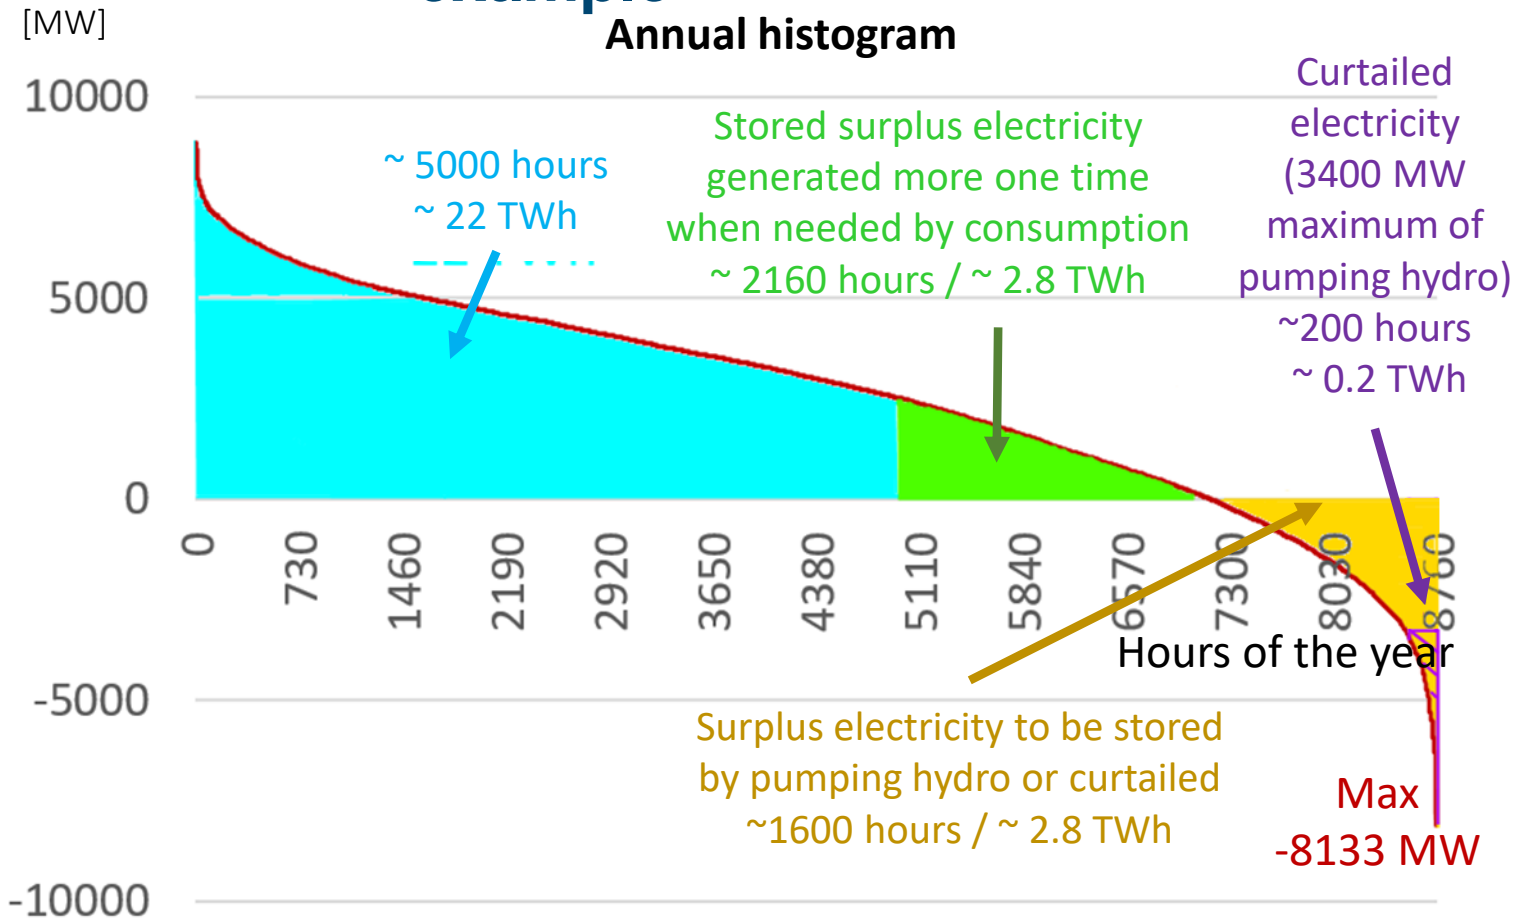 [MW]
Annual histogram
10000
5000
0
-5000
-10000
~ 5000 hours
~ 22 TWh
Stored surplus electricity
generated more one time
when needed by consumption
~ 2160 hours / ~ 2.8 TWh
Curtailed
electricity
(3400 MW
maximum of
pumping hydro)
~200 hours
~ 0.2 TWh
0
730
1460
2190
2920
3650
4380
5110
5840
6570
7300
8030
8760
Hours of the year
Surplus electricity to be stored
by pumping hydro or curtailed
~1600 hours / ~ 2.8 TWh
Max
-8133 MW